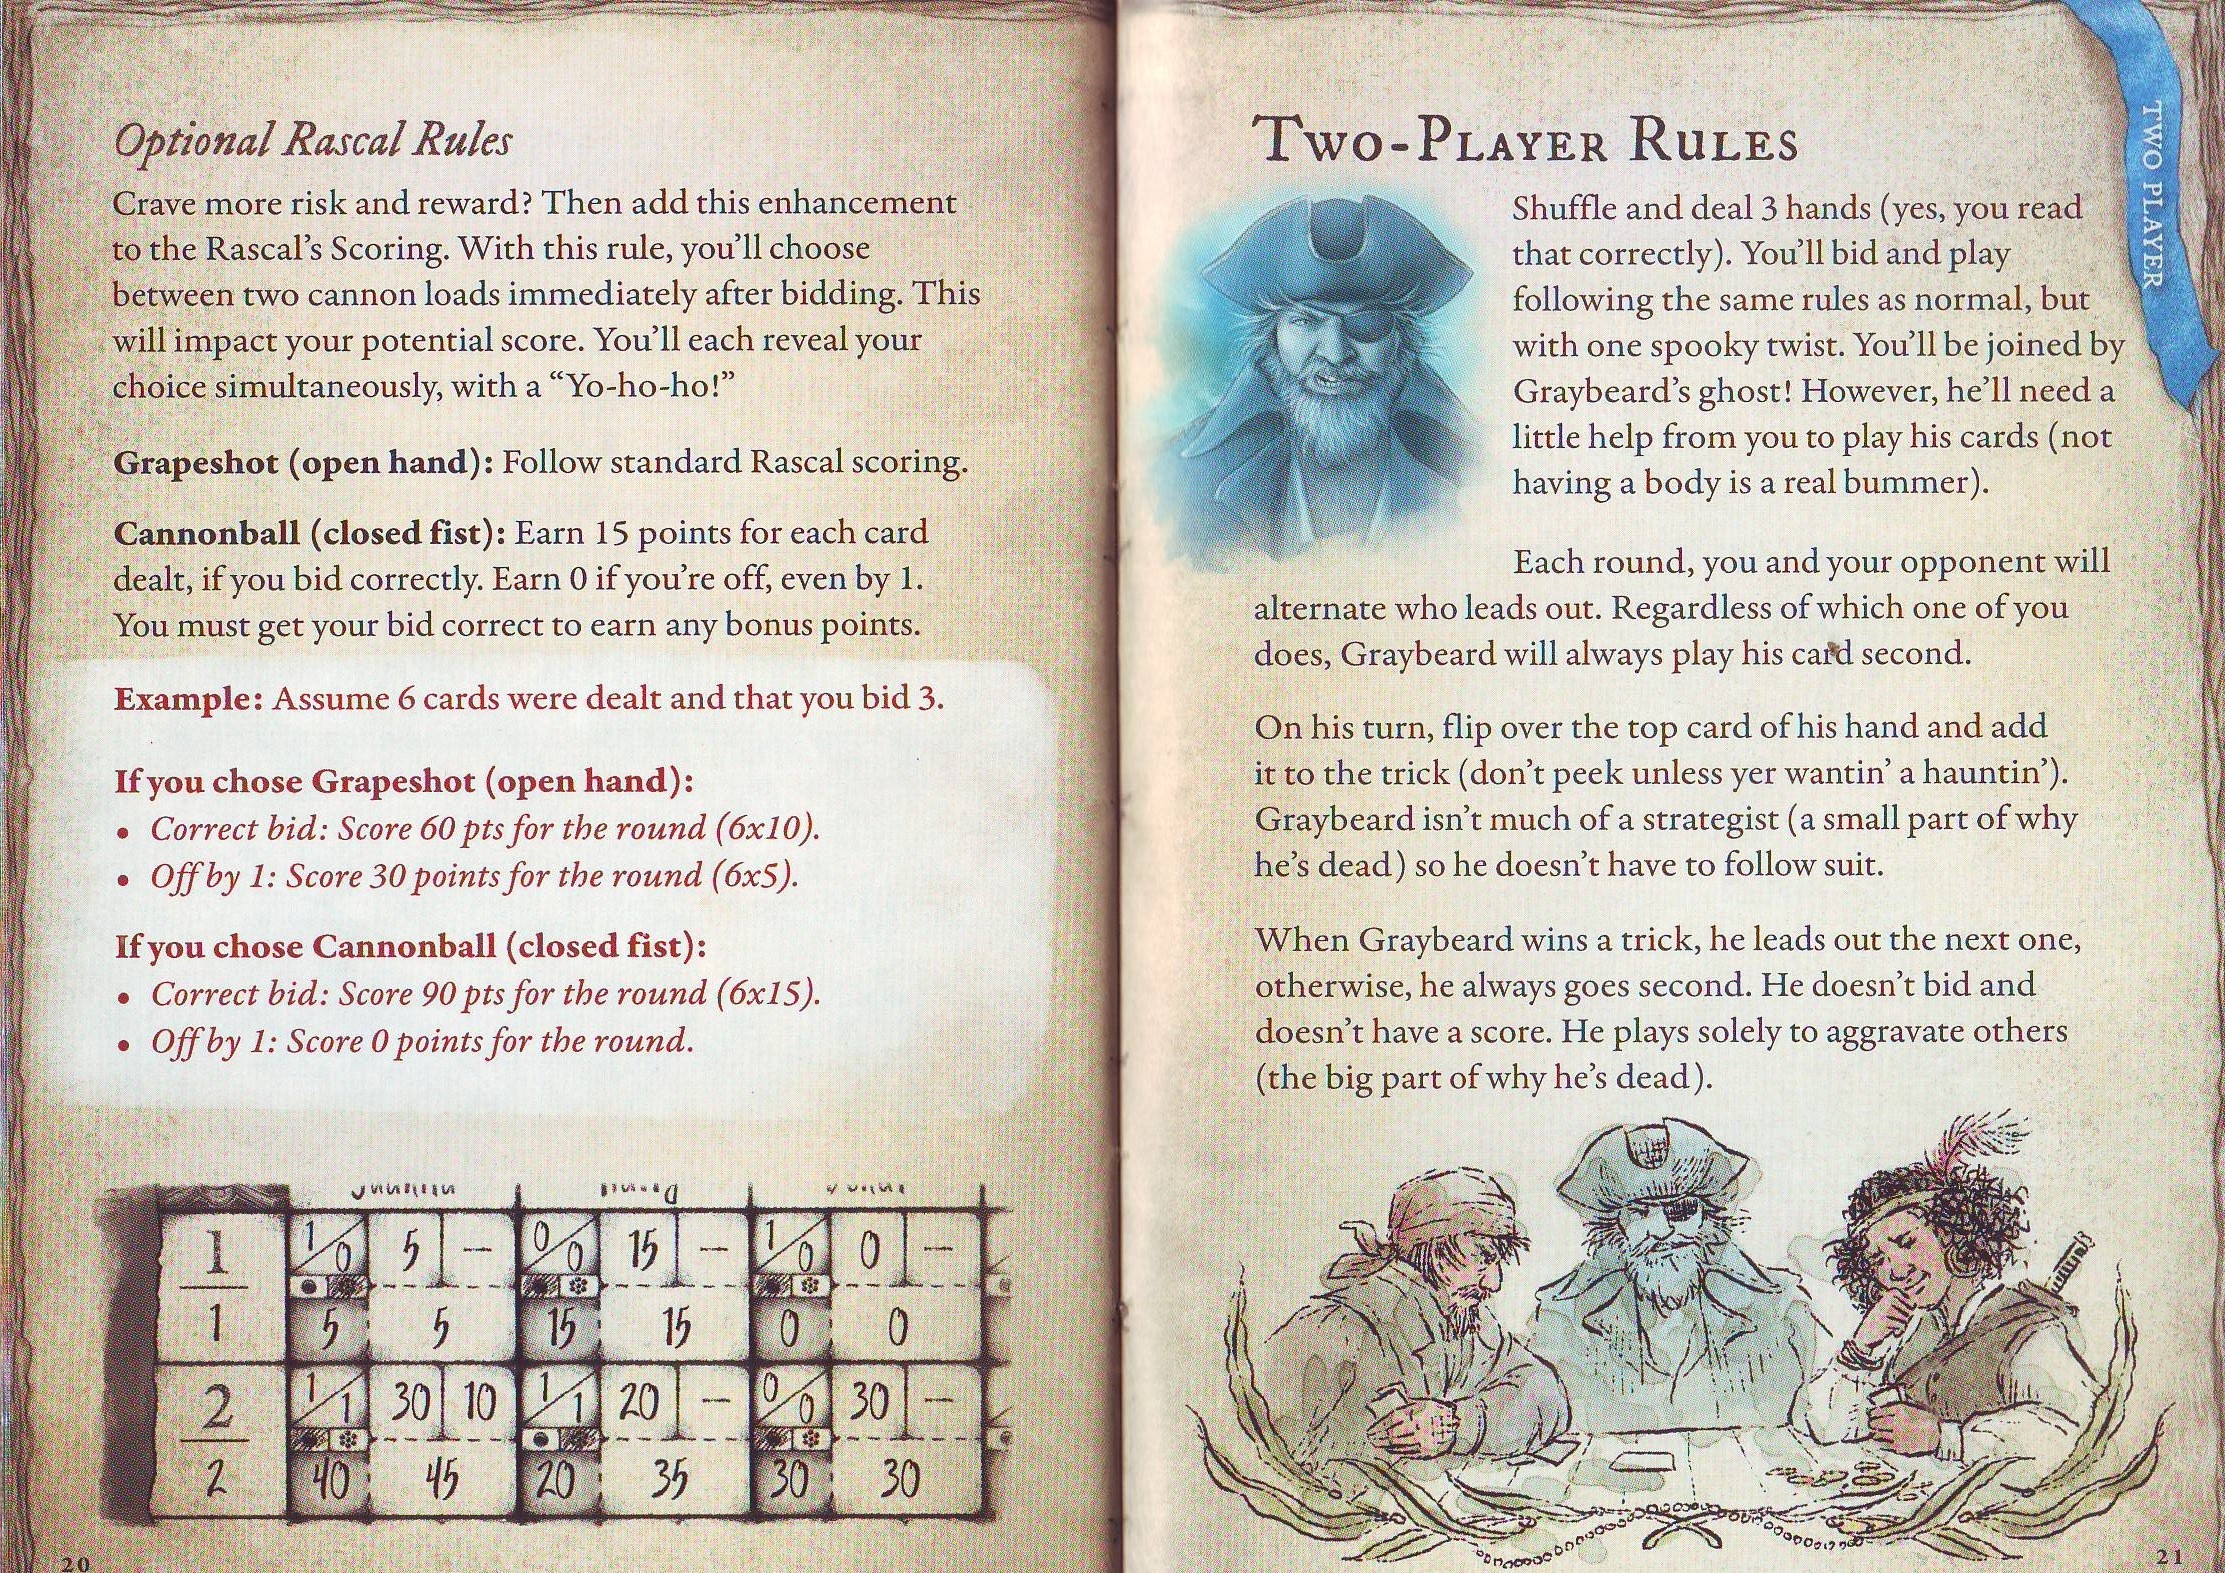 Optional Rascal Rules
Crave more risk and reward? Then add this enhancement
to the Rascal’s Scoring. With this rule, you’ll choose
between two cannon loads immediately after bidding. This
will impact your potential score. You’ll each reveal your
choice simultaneously, with a “Yo-ho-ho!”
Grapeshot (open hand): Follow standard Rascal scoring.
Cannonball (closed fist): Earn 15 points for each card
dealt, if you bid correctly. Earn 0 if you’re off, even by 1.
You must get your bid correct to earn any bonus points.
Example: Assume 6 cards were dealt and that you bid 3.
If you chose Grapeshot (open hand):
• Correct bid: Score 60 pts for the round (6x10).
• Off by 1: Score 30 points for the round (6x5).
If you chose Cannonball (closed fist):
• Correct bid: Score 90 pts for the round (6x15).
• Off by 1: Score 0 points for the round.
1 1/0 5 – 0/0 15 – 1/0 0 –
1 5 5 15 15 0 0
2 1/1 30 10 1/1 20 – 0/0 30 –
2 40 45 20 35 30 30
20
TWO-PLAYER RULES
TWO PLAYER
Shuffle and deal 3 hands (yes, you read
that correctly). You’ll bid and play
following the same rules as normal, but
with one spooky twist. You’ll be joined by
Graybeard’s ghost! However, he’ll need a
little help from you to play his cards (not
having a body is a real bummer).
Each round, you and your opponent will
alternate who leads out. Regardless of which one of you
does, Graybeard will always play his card second.
On his turn, flip over the top card of his hand and add
it to the trick (don’t peek unless yer wantin’ a hauntin’).
Graybeard isn’t much of a strategist (a small part of why
he’s dead) so he doesn’t have to follow suit.
When Graybeard wins a trick, he leads out the next one,
otherwise, he always goes second. He doesn’t bid and
doesn’t have a score. He plays solely to aggravate others
(the big part of why he’s dead).
21